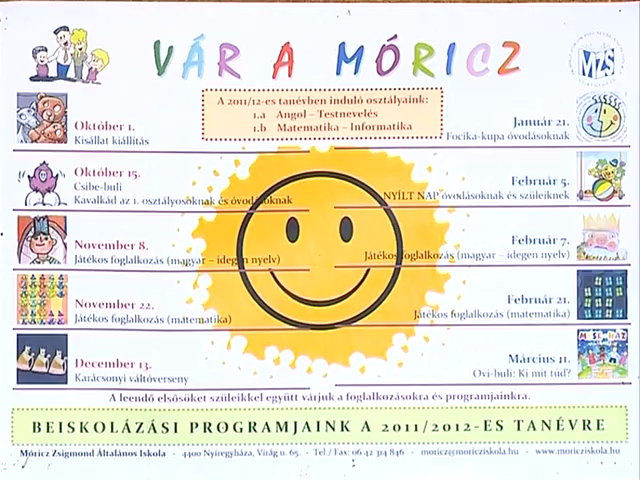 VÁR A MÓRICZ
MZS
A 2011/12-es tanévben induló osztályaink:
1.a Angol – Testnevelés
1.b Matematika – Informatika
Október 1.
Kisállat kiállítás
Október 15.
Csibe-buli
Kavalkád az 1. osztályosoknak és óvodásoknak
November 8.
Játékos foglalkozás (magyar – idegen nyelv)
November 22.
Játékos foglalkozás (matematika)
December 13.
Karácsonyi váltóverseny
Január 21.
Focika-kupa óvodásoknak
Február 5.
NYÍLT NAP óvodásoknak és szüleiknek
Február 7.
Játékos foglalkozás (magyar – idegen nyelv)
Február 21.
Játékos foglalkozás (matematika)
Március 11.
Ovi-buli: Ki mit tud?
A leendő elsősöket szüleikkel együtt várjuk a foglalkozásokra és programjainkra.
BEISKOLÁZÁSI PROGRAMJAINK A 2011/2012-ES TANÉVRE
Móricz Zsigmond Általános Iskola - 4400 Nyíregyháza, Virág u. 65. - Tel./ Fax: 06 42 314 846 - moricz@moricziskola.hu - www.moricziskola.hu